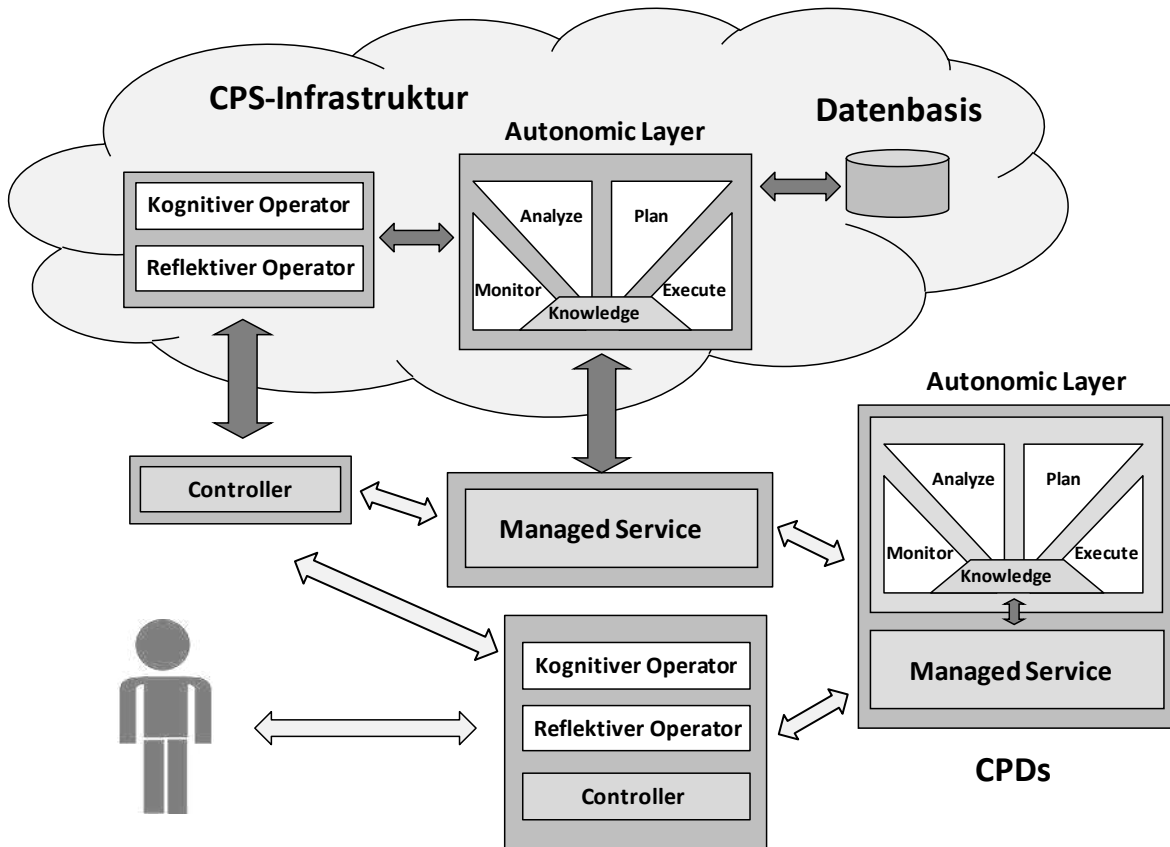 CPS-Infrastruktur
Datenbasis
Autonomic Layer
Kognitiver Operator
Reflektiver Operator
Analyze
Plan
Monitor
Execute
Knowledge
Autonomic Layer
Analyze
Plan
Monitor
Execute
Knowledge
Managed Service
CPDs
Controller
Managed Service
Kognitiver Operator
Reflektiver Operator
Controller